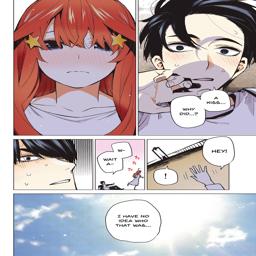 A
KISS...
WHY
DID...?
HEY!
!
W-
WAIT
A-
I HAVE NO
IDEA WHO
THAT WAS...